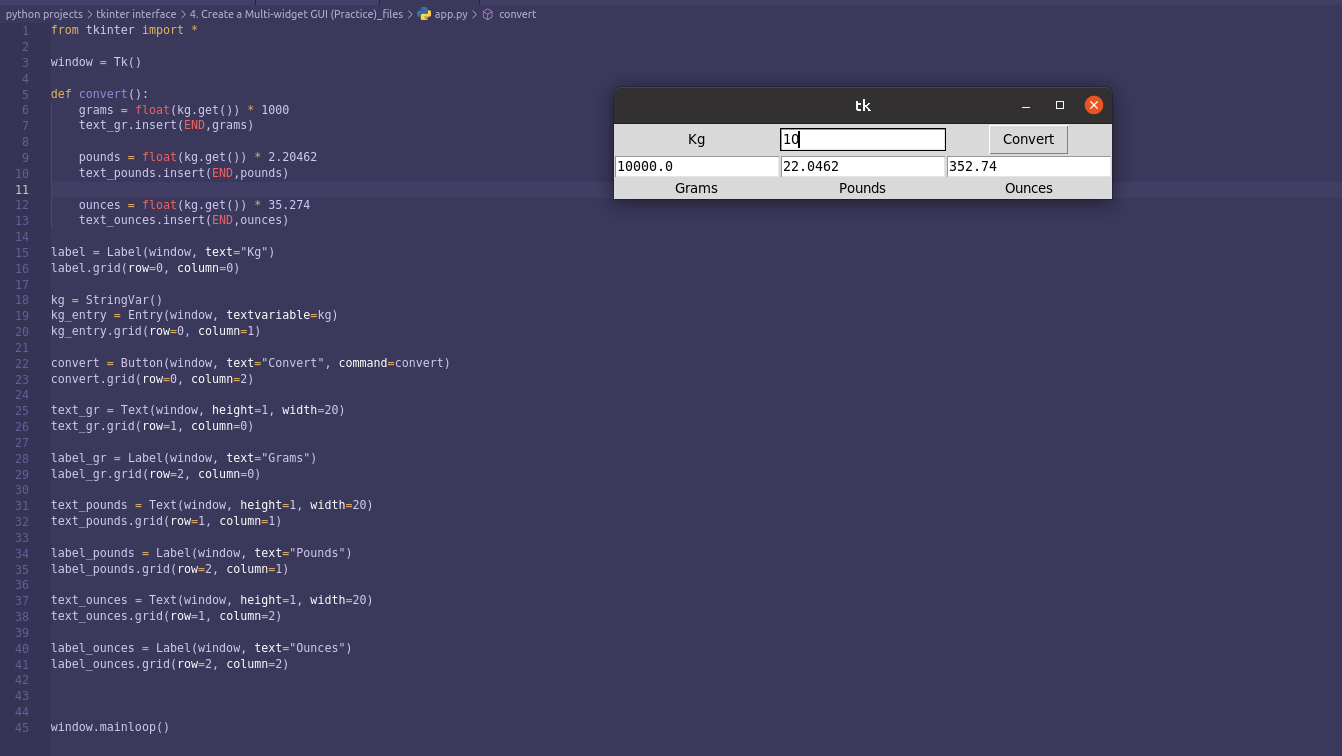 python projects > tkinter interface > 4. Create a Multi-widget GUI (Practice)_files > app.py > convert
1 from tkinter import *
2
3 window = Tk()
4
5 def convert():
6     grams = float(kg.get()) * 1000
7     text_gr.insert(END,grams)
8
9     pounds = float(kg.get()) * 2.20462
10     text_pounds.insert(END,pounds)
11
12     ounces = float(kg.get()) * 35.274
13     text_ounces.insert(END,ounces)
14
15 label = Label(window, text="Kg")
16 label.grid(row=0, column=0)
17
18 kg = StringVar()
19 kg_entry = Entry(window, textvariable=kg)
20 kg_entry.grid(row=0, column=1)
21
22 convert = Button(window, text="Convert", command=convert)
23 convert.grid(row=0, column=2)
24
25 text_gr = Text(window, height=1, width=20)
26 text_gr.grid(row=1, column=0)
27
28 label_gr = Label(window, text="Grams")
29 label_gr.grid(row=2, column=0)
30
31 text_pounds = Text(window, height=1, width=20)
32 text_pounds.grid(row=1, column=1)
33
34 label_pounds = Label(window, text="Pounds")
35 label_pounds.grid(row=2, column=1)
36
37 text_ounces = Text(window, height=1, width=20)
38 text_ounces.grid(row=1, column=2)
39
40 label_ounces = Label(window, text="Ounces")
41 label_ounces.grid(row=2, column=2)
42
43
44
45 window.mainloop()
tk
Kg 10 Convert
10000.0 22.0462 352.74
Grams Pounds Ounces